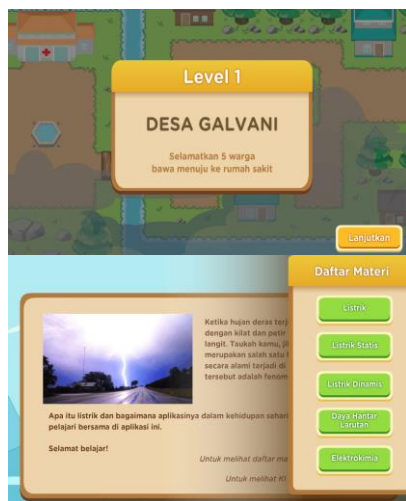 Level 1
DESA GALVANI
Selamatkan 5 warga
bawa menuju ke rumah sakit
Lanjutkan
Daftar Materi
Listrik
Listrik Statis
Listrik Dinamis
Daya Hantar
Larutan
Elektrokimia
Ketika hujan deras terj
dengan kilat dan petir
langit. Taukah kamu, ji
merupakan salah satu f
secara alami terjadi di
tersebut adalah fenom
Apa itu listrik dan bagaimana aplikasinya dalam kehidupan sehari
pelajari bersama di aplikasi ini.
Selamat belajar!
Untuk melihat daftar ma
Untuk melihat KI